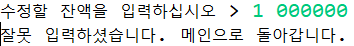 수정할 잔액을 입력하십시오 > 1 000000
잘못 입력하셨습니다. 메인으로 돌아갑니다.